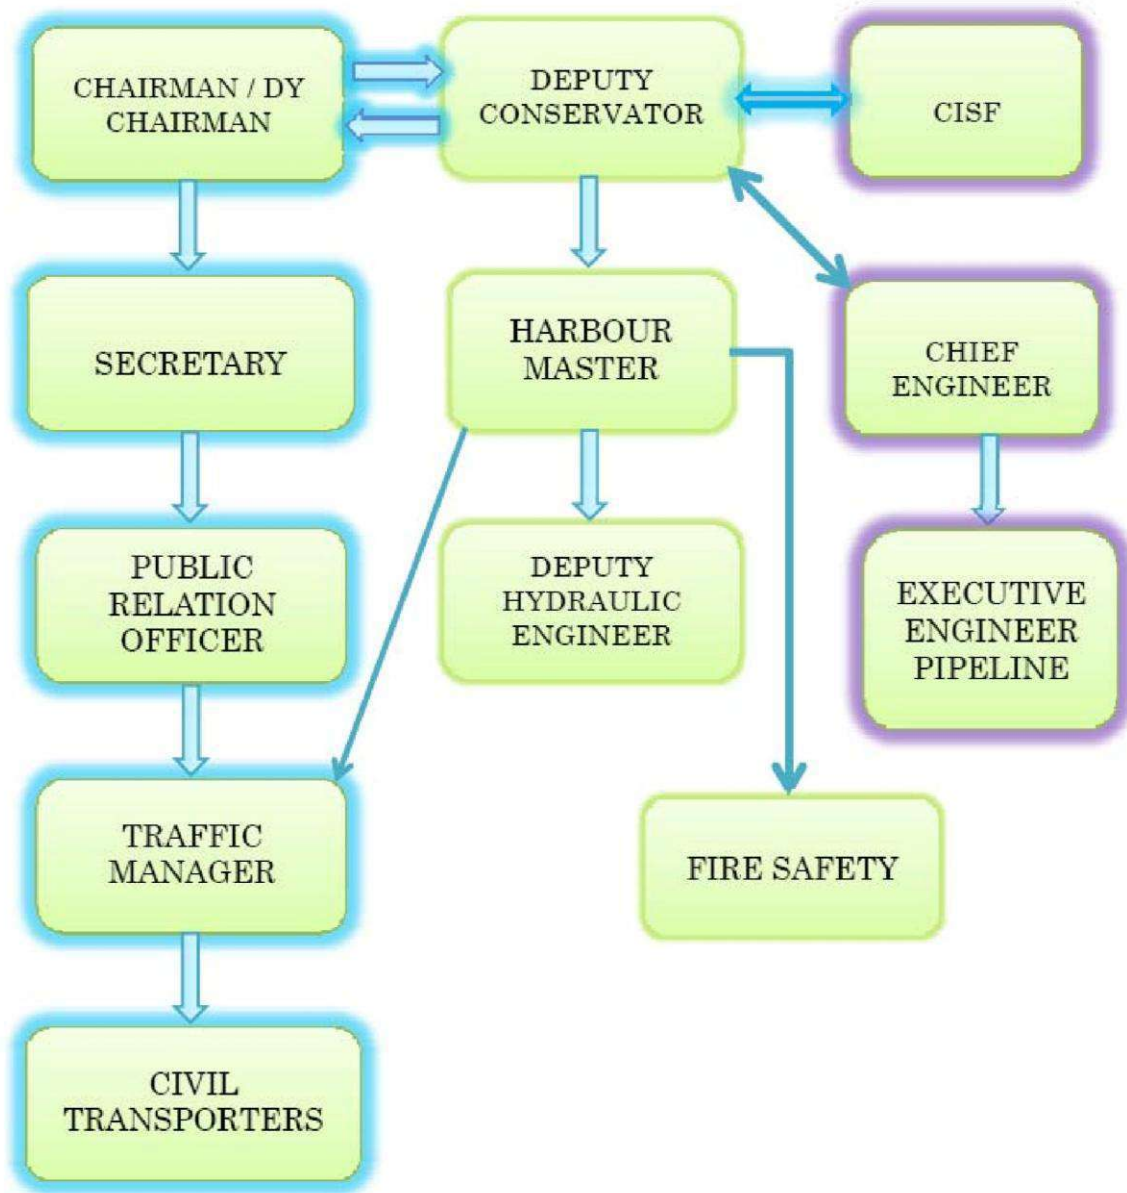 CHAIRMAN / DY
CHAIRMAN
DEPUTY
CONSERVATOR
CISF
SECRETARY
HARBOUR
MASTER
CHIEF
ENGINEER
PUBLIC
RELATION
OFFICER
DEPUTY
HYDRAULIC
ENGINEER
EXECUTIVE
ENGINEER
PIPELINE
TRAFFIC
MANAGER
FIRE SAFETY
CIVIL
TRANSPORTERS